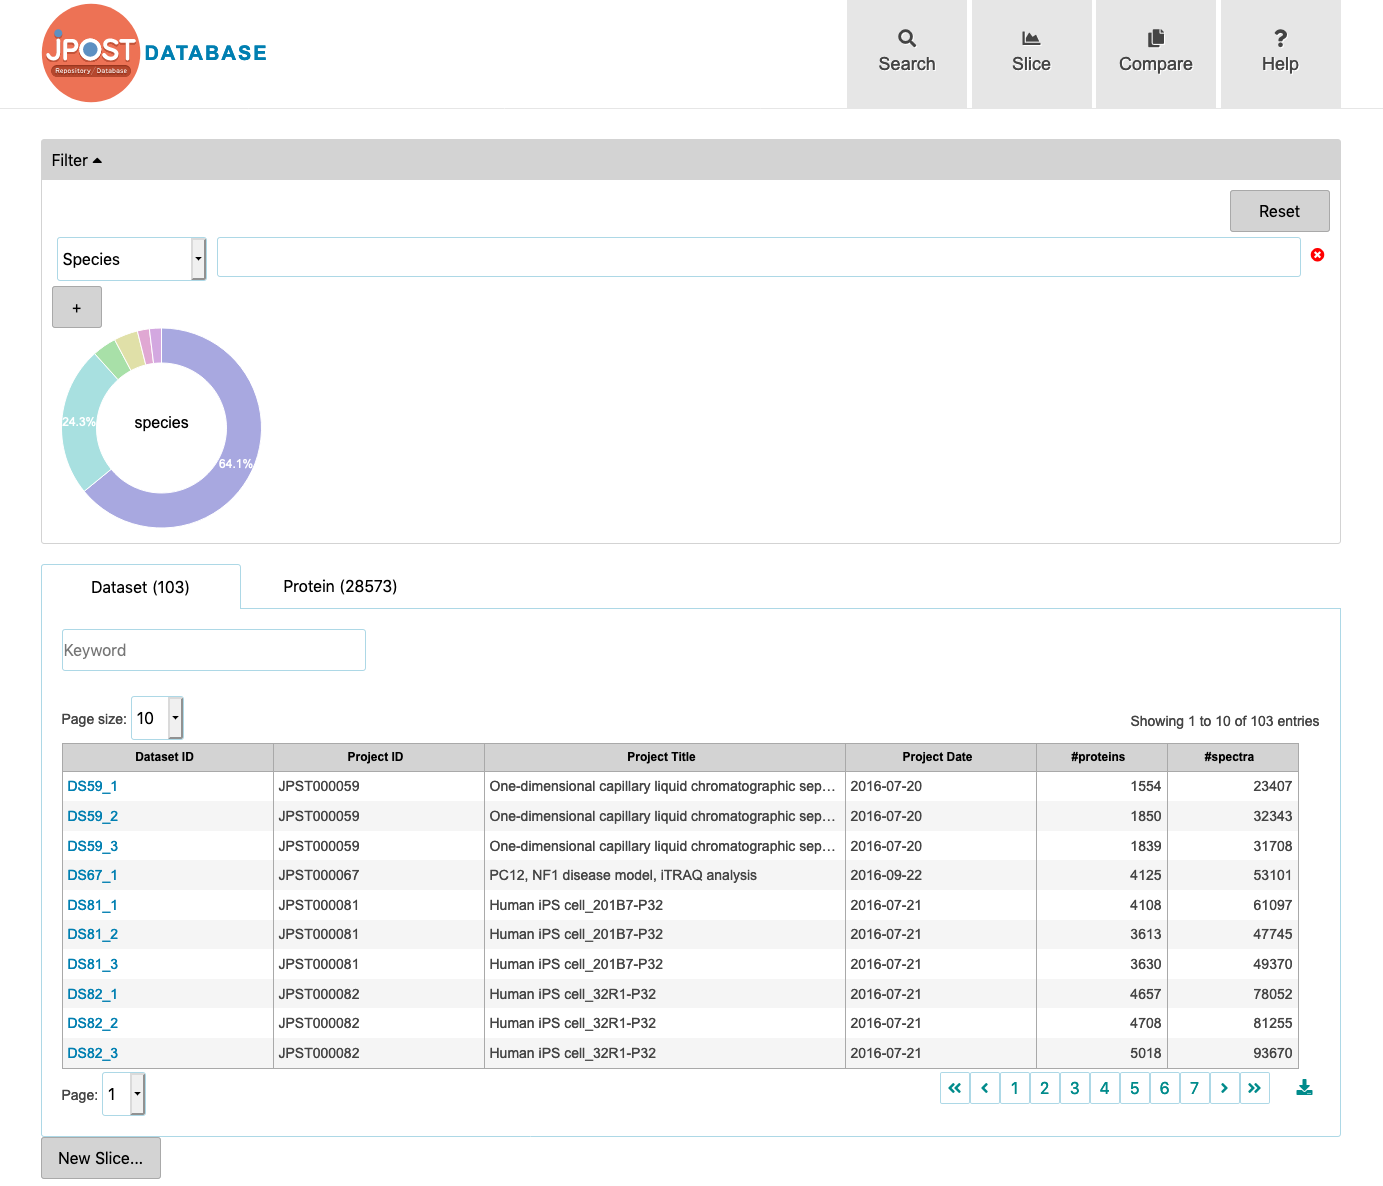 JPOST
Repository / Database
DATABASE
Search
Slice
Compare
Help
Filter
Reset
Species
+
24.3%
species
64.1%
Dataset (103)
Protein (28573)
Keyword
Page size: 10
Showing 1 to 10 of 103 entries
Dataset ID Project ID Project Title Project Date #proteins #spectra
DS59_1 JPST000059 One-dimensional capillary liquid chromatographic sep... 2016-07-20 1554 23407
DS59_2 JPST000059 One-dimensional capillary liquid chromatographic sep... 2016-07-20 1850 32343
DS59_3 JPST000059 One-dimensional capillary liquid chromatographic sep... 2016-07-20 1839 31708
DS67_1 JPST000067 PC12, NF1 disease model, iTRAQ analysis 2016-09-22 4125 53101
DS81_1 JPST000081 Human iPS cell_201B7-P32 2016-07-21 4108 61097
DS81_2 JPST000081 Human iPS cell_201B7-P32 2016-07-21 3613 47745
DS81_3 JPST000081 Human iPS cell_201B7-P32 2016-07-21 3630 49370
DS82_1 JPST000082 Human iPS cell_32R1-P32 2016-07-21 4657 78052
DS82_2 JPST000082 Human iPS cell_32R1-P32 2016-07-21 4708 81255
DS82_3 JPST000082 Human iPS cell_32R1-P32 2016-07-21 5018 93670
Page: 1
« ‹ 1 2 3 4 5 6 7 › »
New Slice...